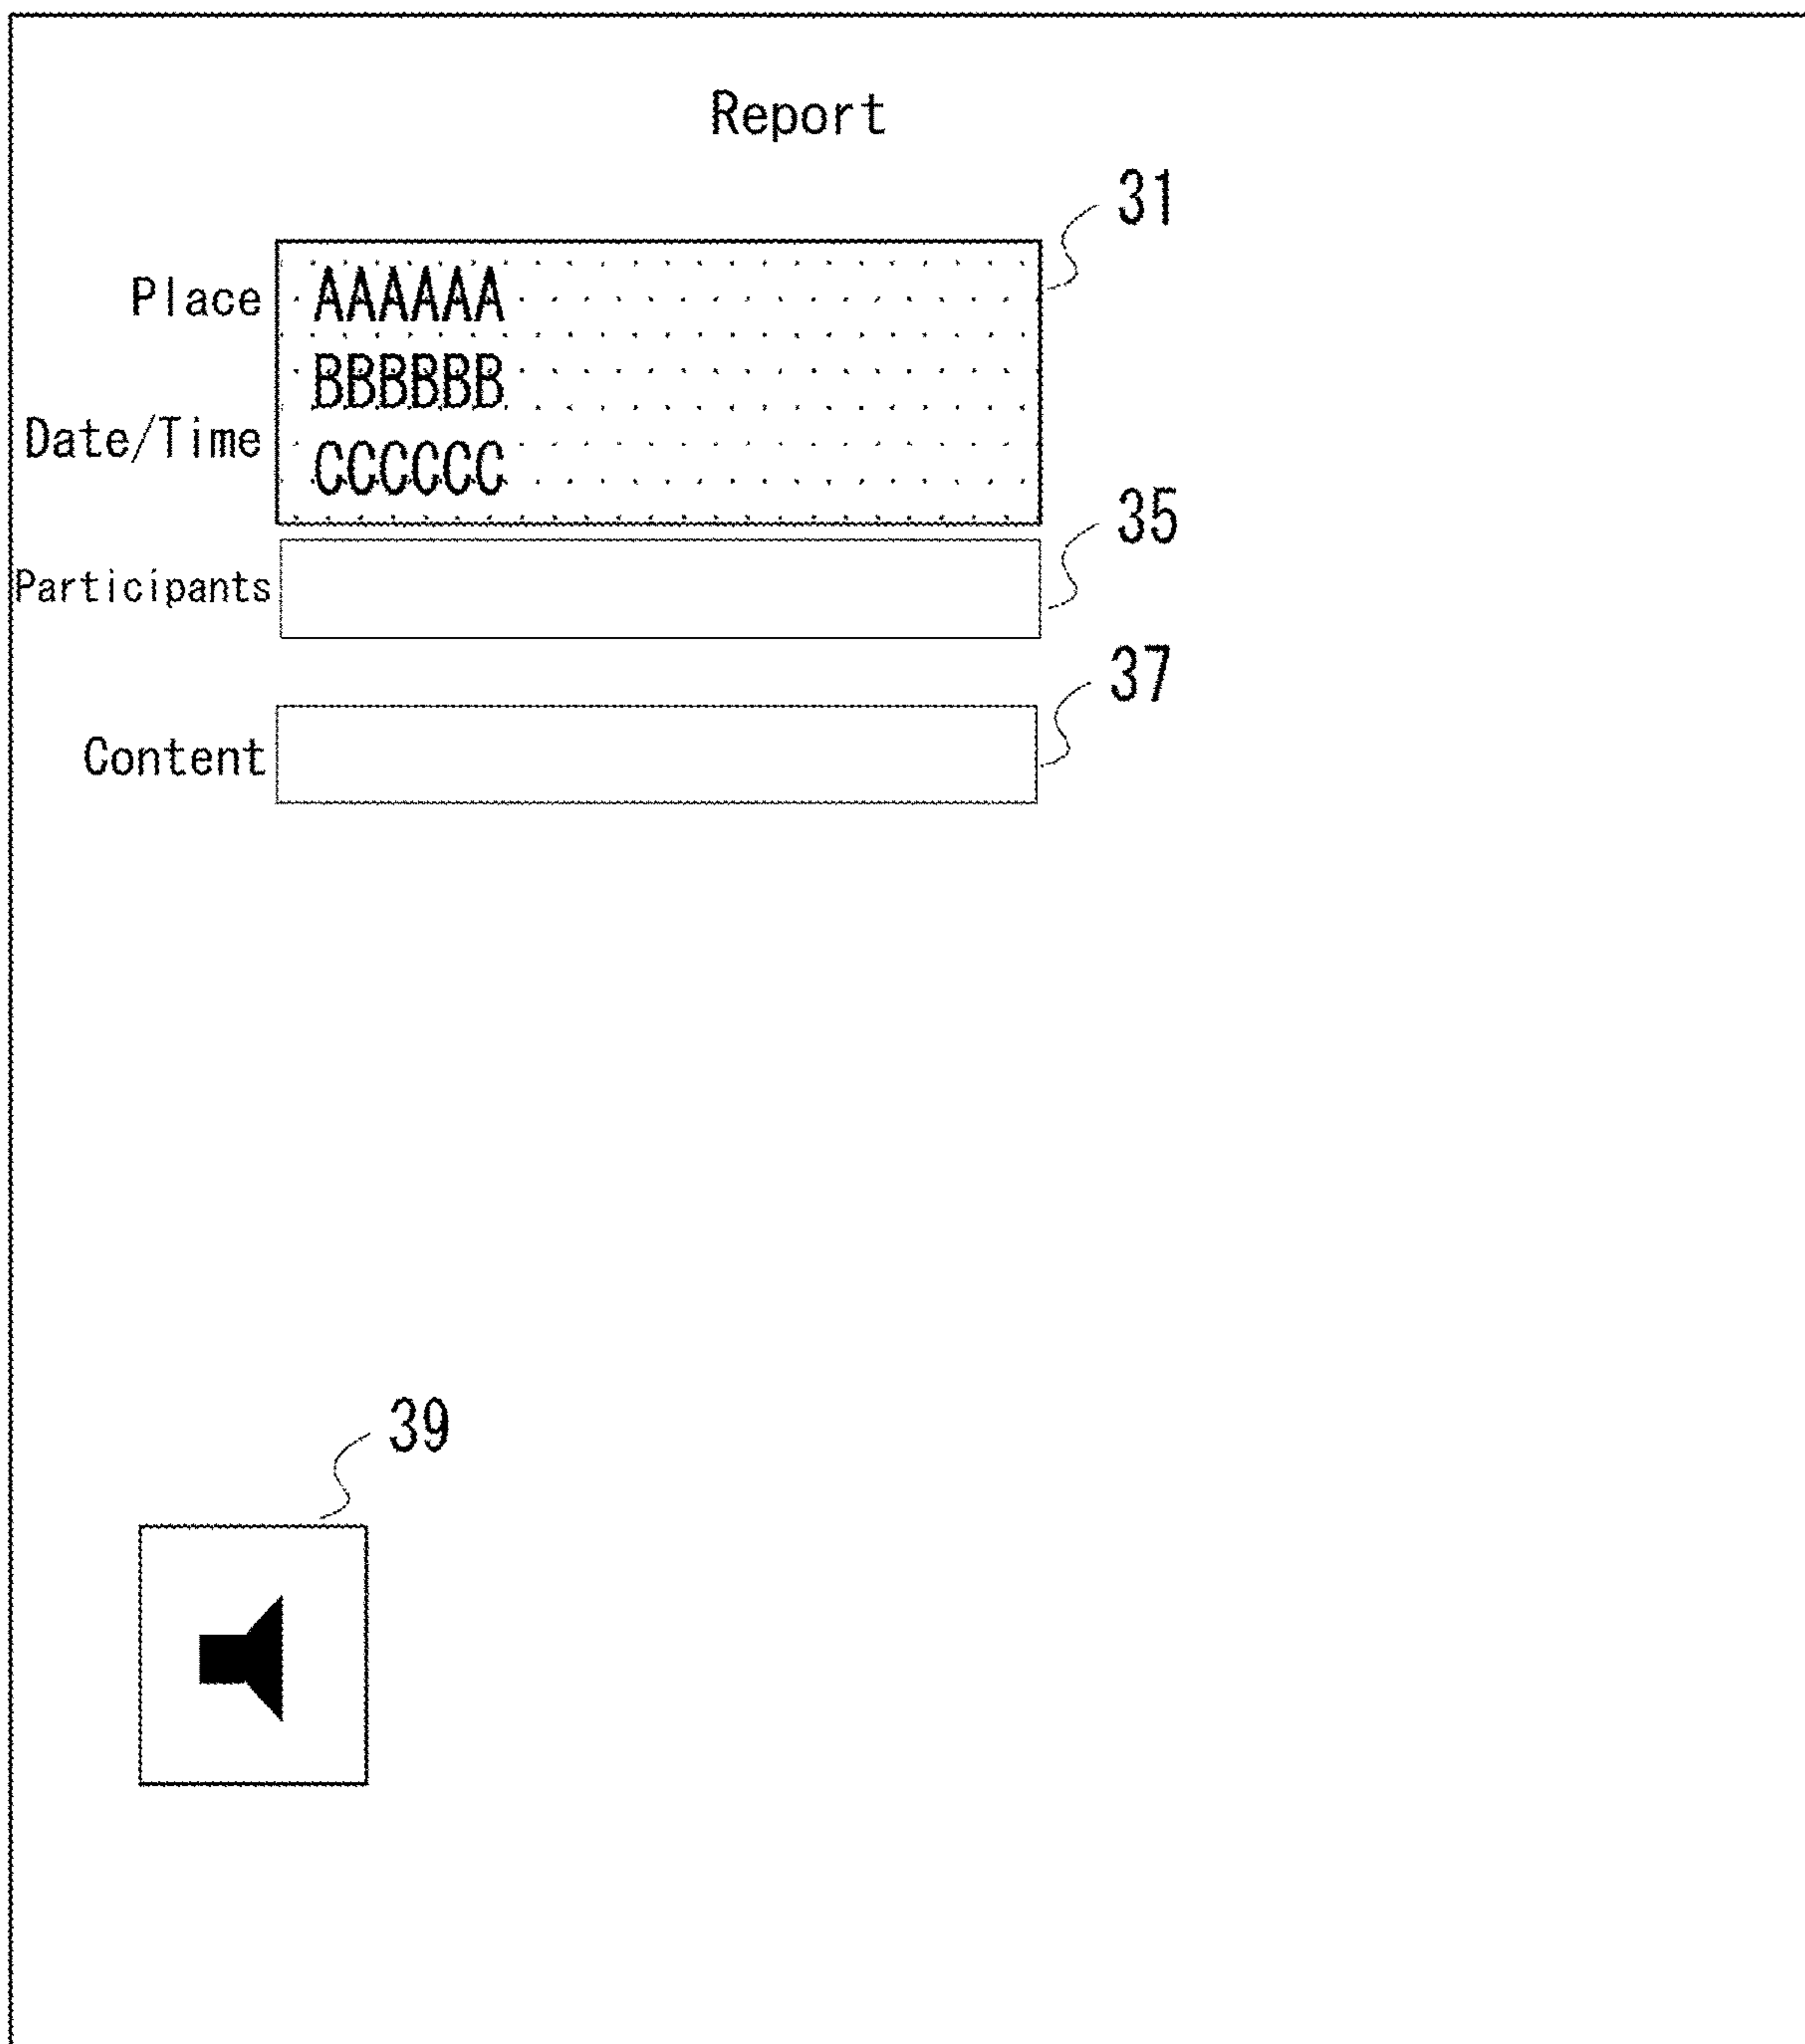 Report
31
Place
AAAAAA
BBBBBB
Date/Time
CCCCCC
35
Participants
37
Content
39